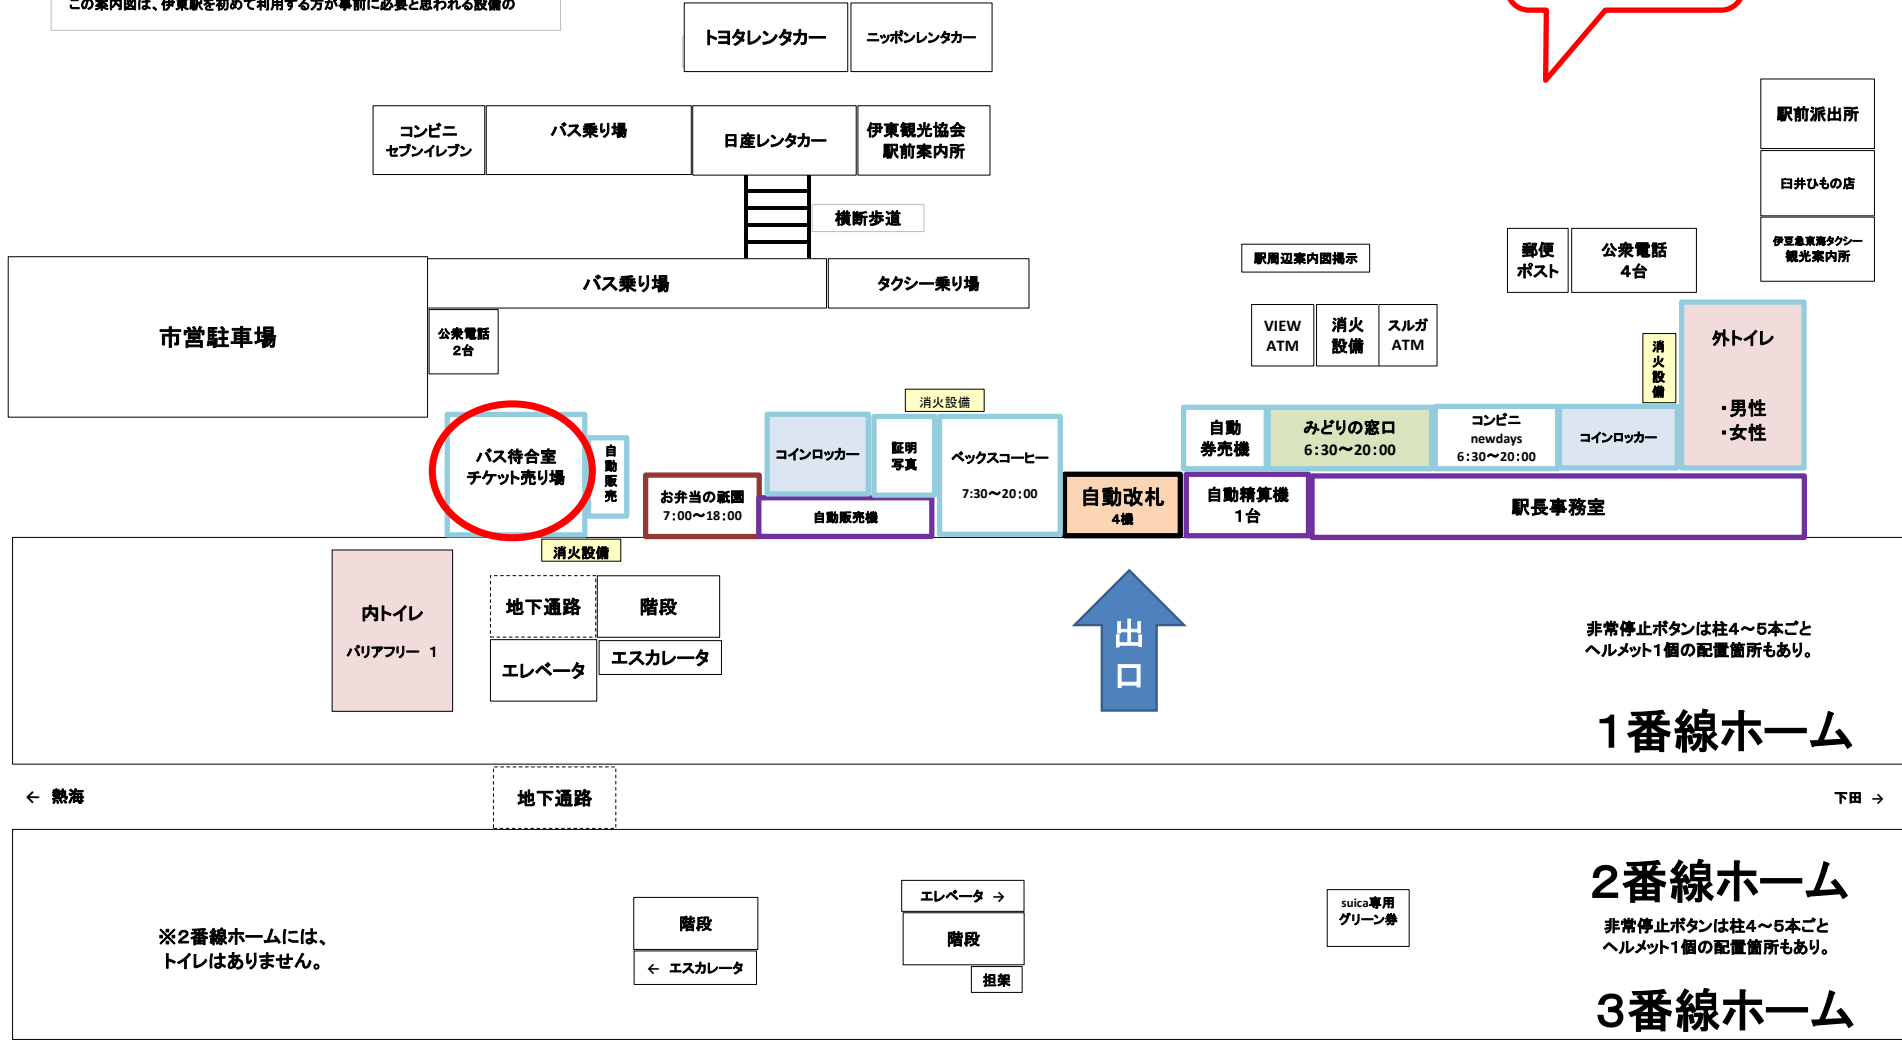 この案内図は、伊東駅を初めて利用する方が事前に必要と思われる設備の
トヨタレンタカー
ニッポンレンタカー
コンビニ
セブンイレブン
バス乗り場
日産レンタカー
伊東観光協会
駅前案内所
駅前派出所
臼井ひもの店
伊豆急東海タクシー
観光案内所
横断歩道
駅周辺案内図掲示
郵便
ポスト
公衆電話
4台
市営駐車場
バス乗り場
タクシー乗り場
公衆電話
2台
VIEW
ATM
消火
設備
スルガ
ATM
消火設備
外トイレ
・男性
・女性
消火設備
バス待合室
チケット売り場
自動販売
お弁当の祇園
7:00～18:00
コインロッカー
証明
写真
自動販売機
ベックスコーヒー
7:30～20:00
自動改札
4機
自動
券売機
みどりの窓口
6:30～20:00
コンビニ
newdays
6:30～20:00
コインロッカー
自動精算機
1台
駅長事務室
消火設備
内トイレ
バリアフリー 1
地下通路
階段
エレベータ
エスカレータ
出口
非常停止ボタンは柱4～5本ごと
ヘルメット1個の配置箇所もあり。
1番線ホーム
← 熱海
地下通路
下田 →
※2番線ホームには、
トイレはありません。
階段
← エスカレータ
エレベータ →
階段
担架
suica専用
グリーン券
2番線ホーム
非常停止ボタンは柱4～5本ごと
ヘルメット1個の配置箇所もあり。
3番線ホーム